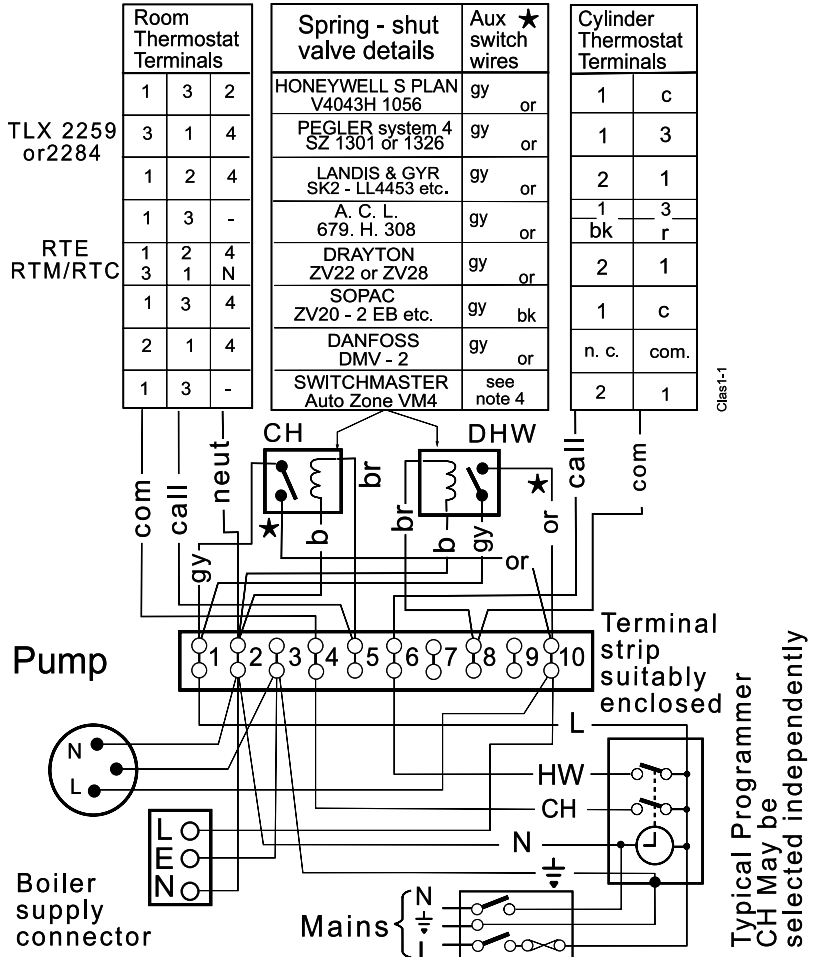 Room
Thermostat
Terminals
1 3 2
TLX 2259
or2284
3 1 4
1 2 4
1 3 -
RTE
RTM/RTC
1 2 4
3 1 N
1 3 4
2 1 4
1 3 -
Spring - shut
valve details
Aux ★
switch
wires
HONEYWELL S PLAN
V4043H 1056
gy or
PEGLER system 4
SZ 1301 or 1326
gy or
LANDIS & GYR
SK2 - LL4453 etc.
gy or
A. C. L.
679. H. 308
gy or
DRAYTON
ZV22 or ZV28
gy or
SOPAC
ZV20 - 2 EB etc.
gy bk
DANFOSS
DMV - 2
gy or
SWITCHMASTER
Auto Zone VM4
see
note 4
Cylinder
Thermostat
Terminals
1 c
1 3
2 1
1 3
bk r
2 1
1 c
n. c. com.
2 1
Clas1-1
com
call
neut
CH
br
b
gy
★
DHW
br
b
gy
★
or
or
call
com
1 2 3 4 5 6 7 8 9 10
Terminal
strip
suitably
enclosed
Pump
N
L
L
HW
CH
N
L
E
N
Boiler
supply
connector
Mains
N
L
Typical Programmer
CH May be
selected independently